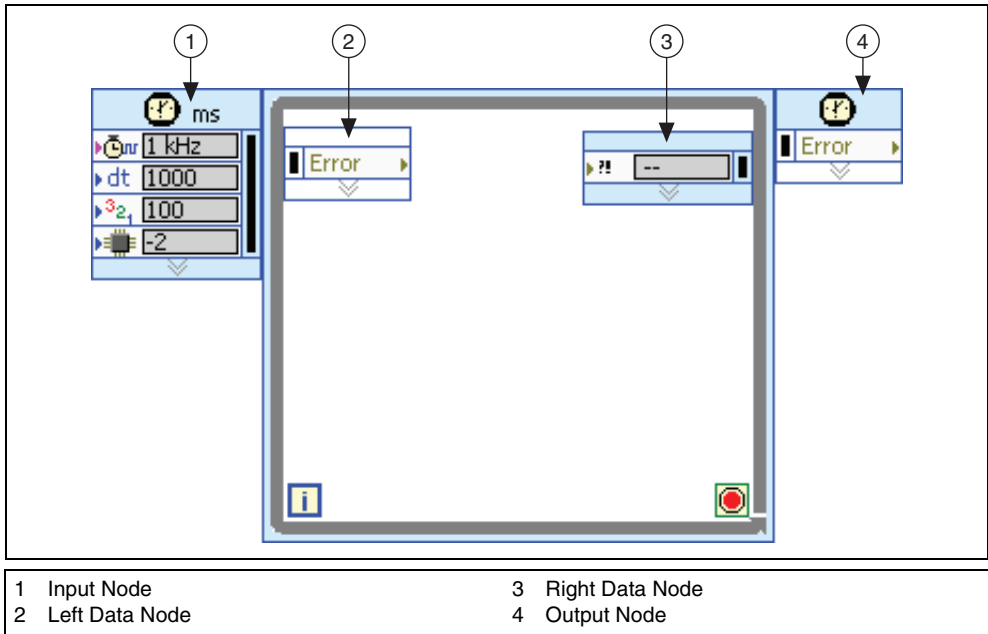 1 2 3 4
ms
1 kHz
dt 1000
321 100
-2
Error
?! --
Error
i
1 Input Node
2 Left Data Node
3 Right Data Node
4 Output Node